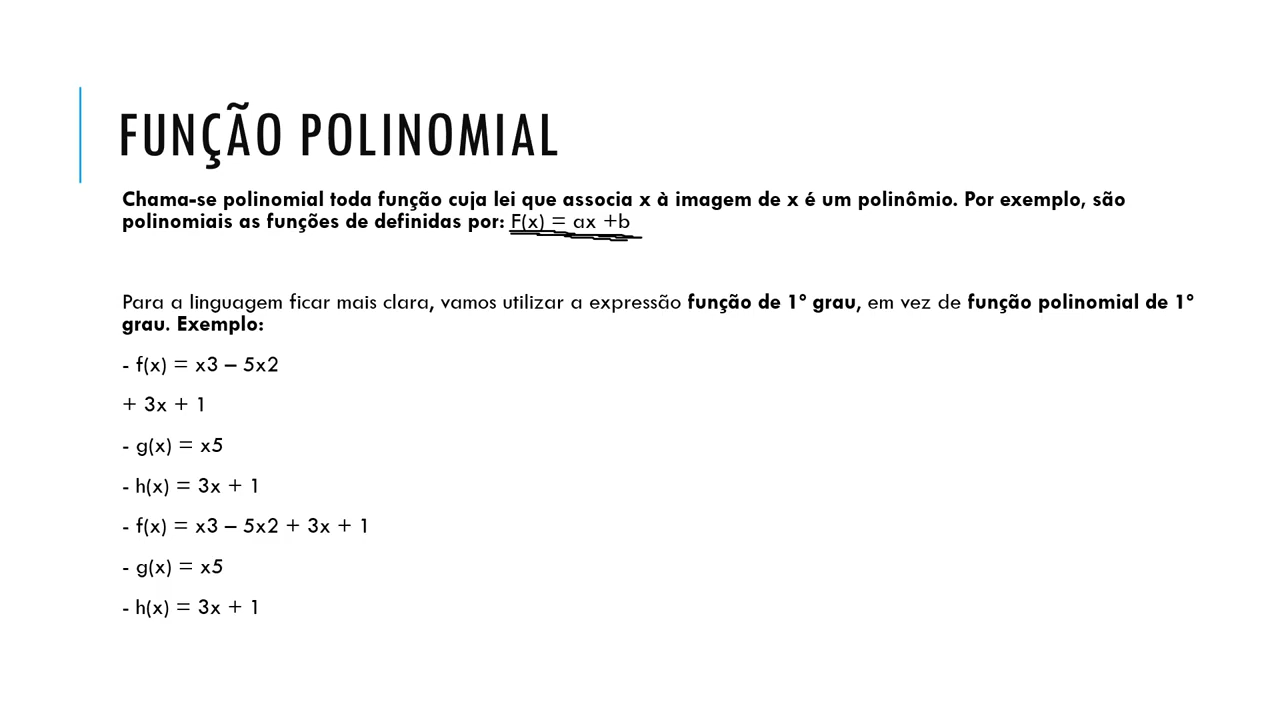 FUNÇÃO POLINOMIAL
Chama-se polinomial toda função cuja lei que associa x à imagem de x é um polinômio. Por exemplo, são
polinomiais as funções de definidas por: F(x) = ax +b
Para a linguagem ficar mais clara, vamos utilizar a expressão função de 1º grau, em vez de função polinomial de 1º
grau. Exemplo:
- f(x) = x3 – 5x2
+ 3x + 1
- g(x) = x5
- h(x) = 3x + 1
- f(x) = x3 – 5x2 + 3x + 1
- g(x) = x5
- h(x) = 3x + 1